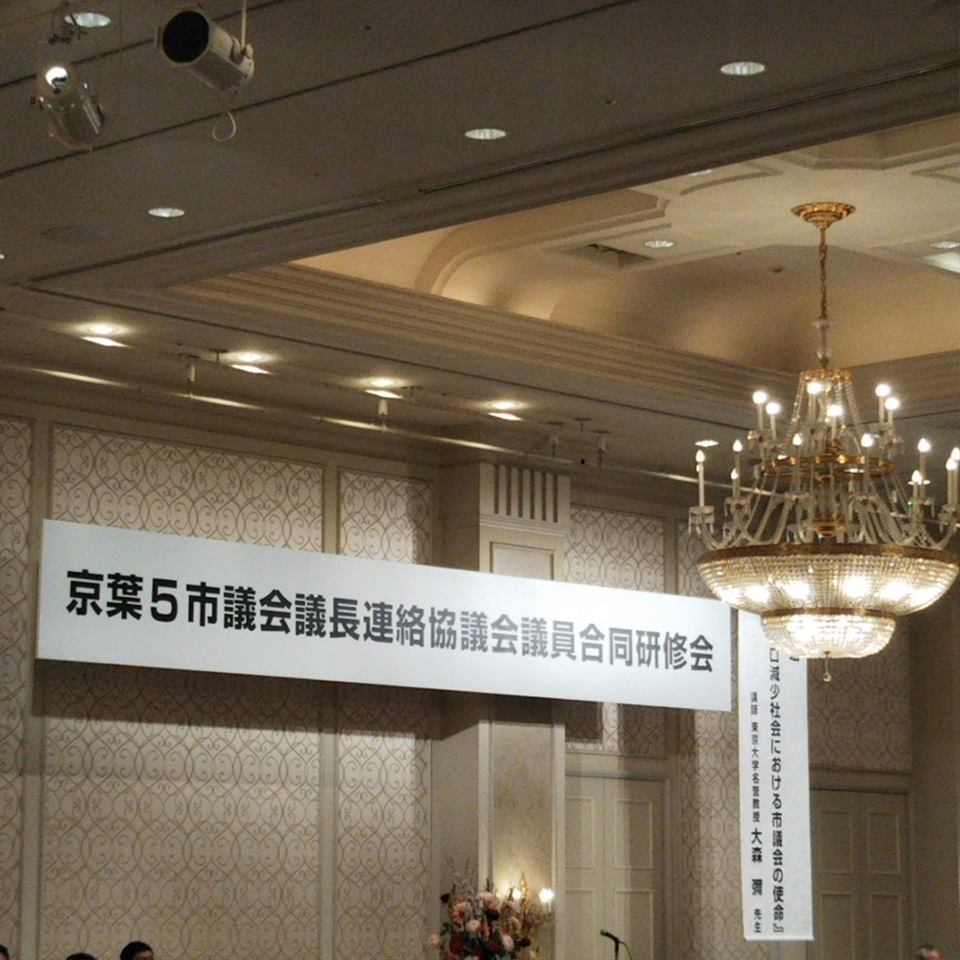 京葉5市議会議長連絡協議会議員合同研修会
口減少社会における市議会の使命』
講師 東京大学名誉教授 大森 彌 先生